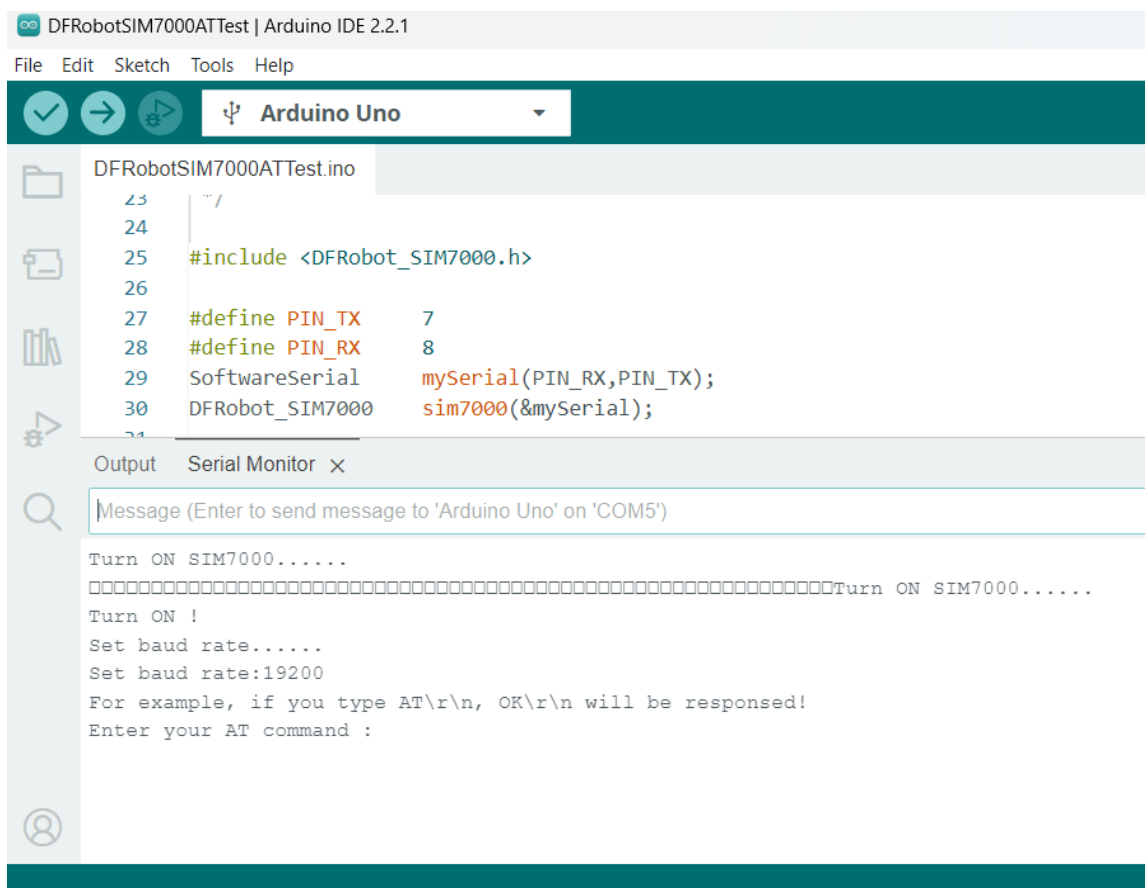 DFRobotSIM7000ATTest | Arduino IDE 2.2.1
File Edit Sketch Tools Help
Arduino Uno
DFRobotSIM7000ATTest.ino
23 */
24
25 #include <DFRobot_SIM7000.h>
26
27 #define PIN_TX 7
28 #define PIN_RX 8
29 SoftwareSerial mySerial(PIN_RX,PIN_TX);
30 DFRobot_SIM7000 sim7000(&mySerial);
31
Output Serial Monitor
Message (Enter to send message to 'Arduino Uno' on 'COM5')
Turn ON SIM7000......
Turn ON SIM7000......
Turn ON !
Set baud rate......
Set baud rate:19200
For example, if you type AT\r\n, OK\r\n will be responsed!
Enter your AT command :